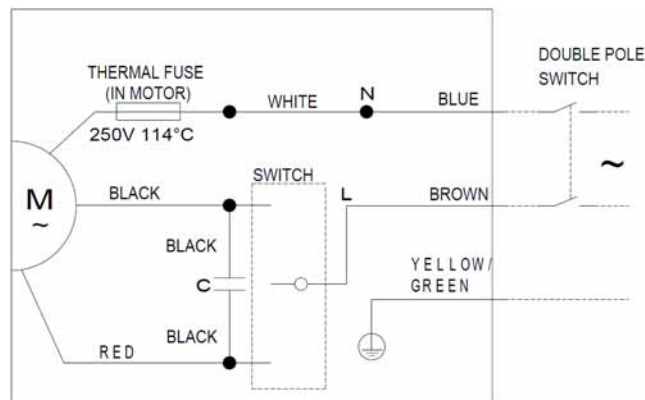 DOUBLE POLE
SWITCH
THERMAL FUSE
(IN MOTOR)
250V 114°C
WHITE
N
BLUE
~
SWITCH
M
~
BLACK
L
BROWN
BLACK
C
YELLOW/
GREEN
BLACK
RED